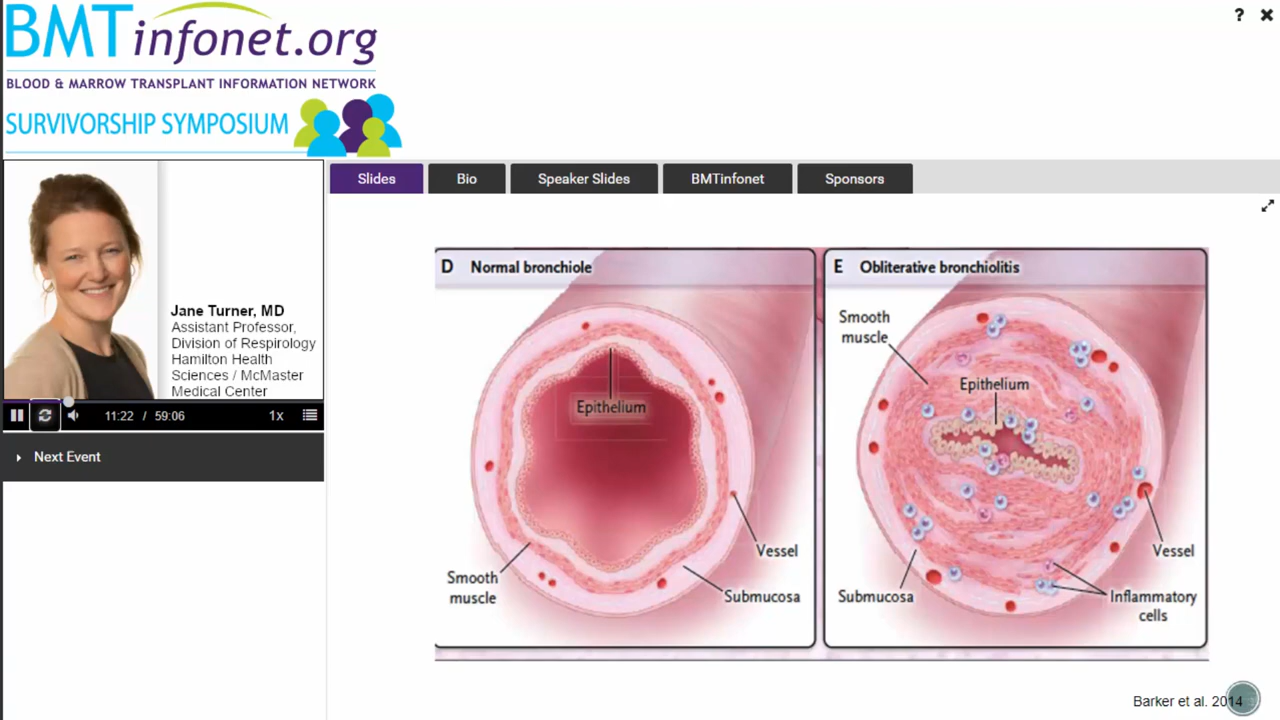 BMTinfonet.org
BLOOD & MARROW TRANSPLANT INFORMATION NETWORK
SURVIVORSHIP SYMPOSIUM
?
Jane Turner, MD
Assistant Professor,
Division of Respirology
Hamilton Health
Sciences / McMaster
Medical Center
11:22 / 59:06
1x
Next Event
Slides
Bio
Speaker Slides
BMTinfonet
Sponsors
D Normal bronchiole
Epithelium
Smooth
muscle
Vessel
Submucosa
E Obliterative bronchiolitis
Smooth
muscle
Epithelium
Vessel
Submucosa
Inflammatory
cells
Barker et al. 2014